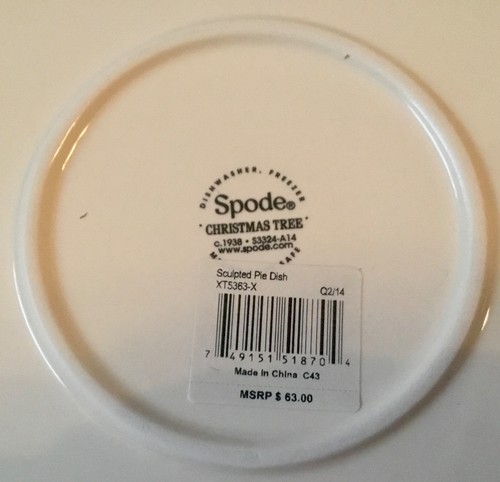 DISHWASHER, FREEZER
Spode®
CHRISTMAS TREE
c.1938 • S3324-A14
www.spode.com
Sculpted Pie Dish
XT5363-X Q2/14
7 49151 51870 4
Made In China C43
MSRP $ 63.00